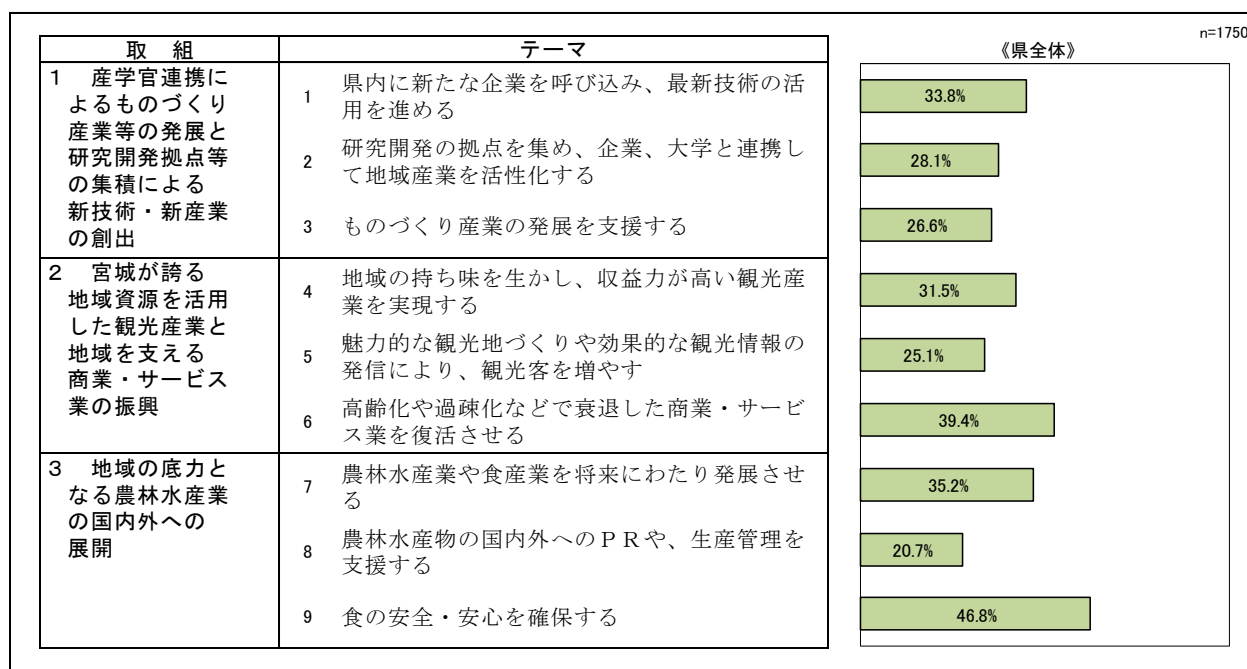 n=1750
取　組
テーマ
《県全体》
1　産学官連携に
よるものづくり
産業等の発展と
研究開発拠点等
の集積による
新技術・新産業
の創出
1 県内に新たな企業を呼び込み、最新技術の活
用を進める
33.8%
2 研究開発の拠点を集め、企業、大学と連携し
て地域産業を活性化する
28.1%
3 ものづくり産業の発展を支援する
26.6%
2　宮城が誇る
地域資源を活用
した観光産業と
地域を支える
商業・サービス
業の振興
4 地域の持ち味を生かし、収益力が高い観光産
業を実現する
31.5%
5 魅力的な観光地づくりや効果的な観光情報の
発信により、観光客を増やす
25.1%
6 高齢化や過疎化などで衰退した商業・サービ
ス業を復活させる
39.4%
3　地域の底力と
なる農林水産業
の国内外への
展開
7 農林水産業や食産業を将来にわたり発展させ
る
35.2%
8 農林水産物の国内外へのＰＲや、生産管理を
支援する
20.7%
9 食の安全・安心を確保する
46.8%